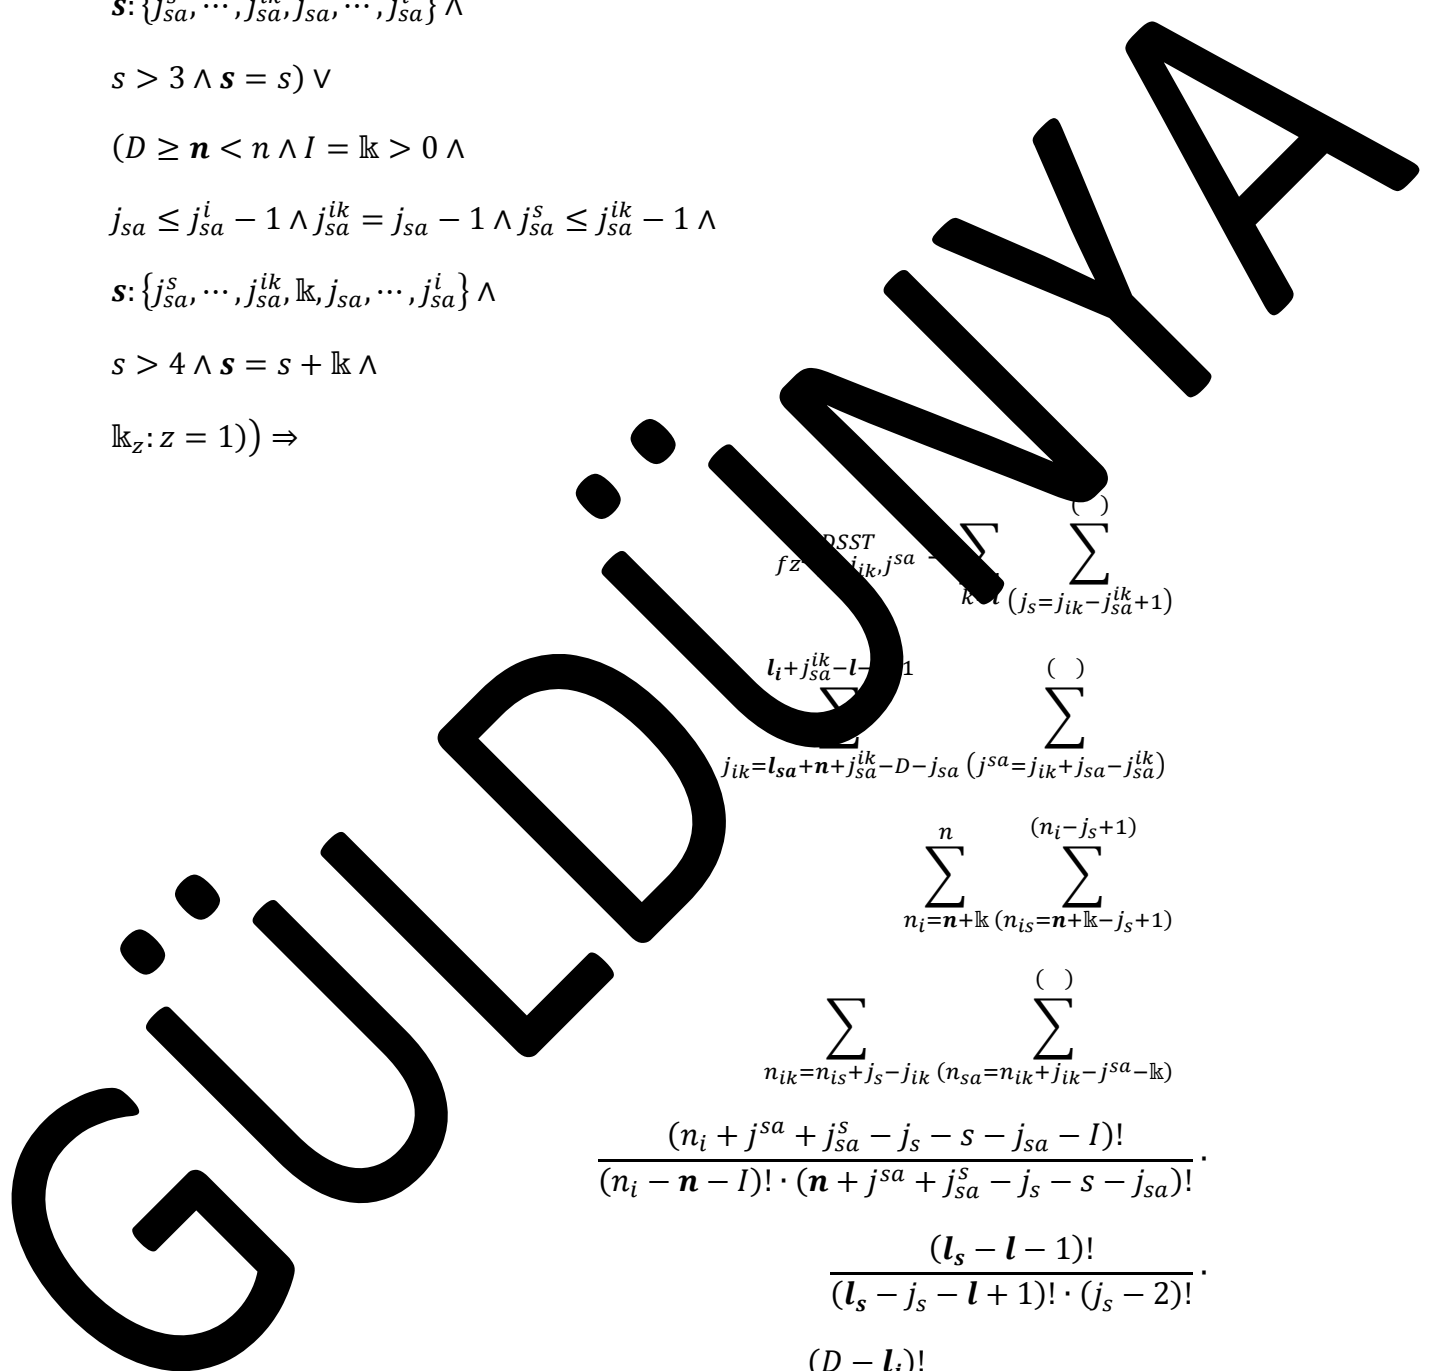 s: {j_{sa}^{s}, ⋯, j_{sa}^{ik}, j_{sa}, ⋯, j_{sa}^{i}} ∧
s > 3 ∧ s = s) ∨
(D ≥ n < n ∧ I = 𝕜 > 0 ∧
j_{sa} ≤ j_{sa}^{i} − 1 ∧ j_{sa}^{ik} = j_{sa} − 1 ∧ j_{sa}^{s} ≤ j_{sa}^{ik} − 1 ∧
s: {j_{sa}^{s}, ⋯, j_{sa}^{ik}, 𝕜, j_{sa}, ⋯, j_{sa}^{i}} ∧
s > 4 ∧ s = s + 𝕜 ∧
𝕜_z: z = 1)) ⇒
∑ ∑_{(j_s=j_{ik}−j_{sa}^{ik}+1)}^{( )}
∑_{j_{ik}=l_{sa}+n+j_{sa}^{ik}−D−j_{sa}} ∑_{(j^{sa}=j_{ik}+j_{sa}−j_{sa}^{ik})}^{( )}
∑_{n_i=n+𝕜}^{n} ∑_{(n_{is}=n+𝕜−j_s+1)}^{(n_i−j_s+1)}
∑_{n_{ik}=n_{is}+j_s−j_{ik}} ∑_{(n_{sa}=n_{ik}+j_{ik}−j^{sa}−𝕜)}^{( )}
(n_i + j^{sa} + j_{sa}^{s} − j_s − s − j_{sa} − I)!
(n_i − n − I)! · (n + j^{sa} + j_{sa}^{s} − j_s − s − j_{sa})! ·
(l_s − l − 1)!
(l_s − j_s − l + 1)! · (j_s − 2)! ·
(D − l_i)!
GÜLDÜNYA